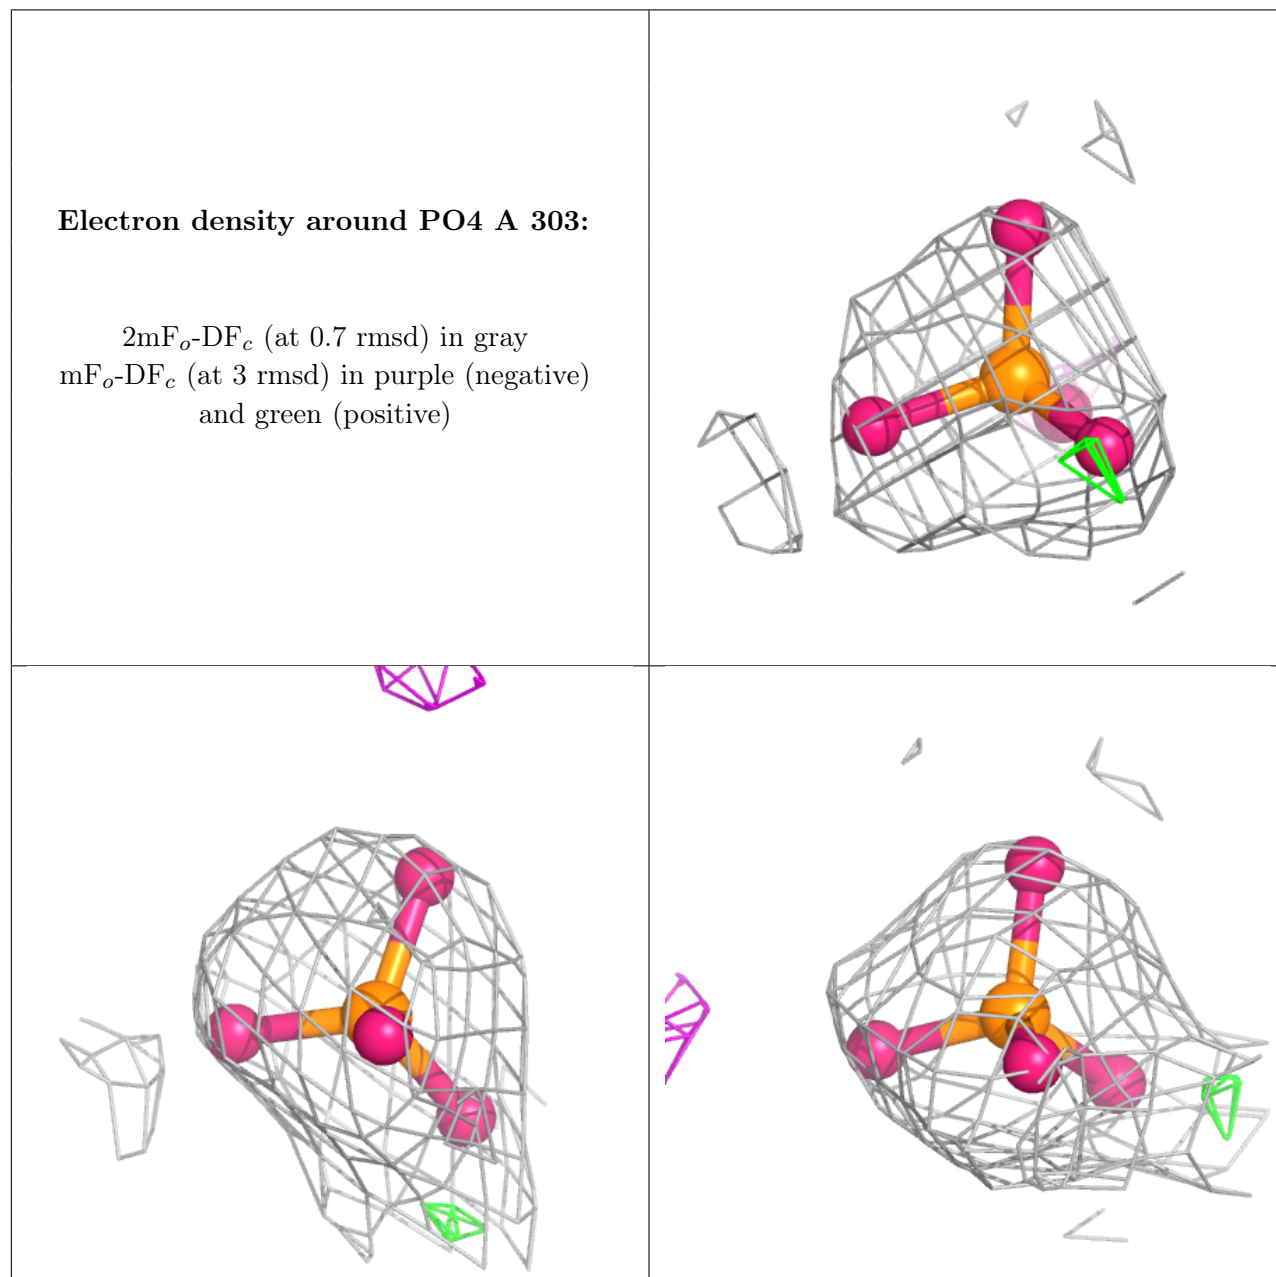 Electron density around PO4 A 303:
2mFo-DFc (at 0.7 rmsd) in gray
mFo-DFc (at 3 rmsd) in purple (negative)
and green (positive)